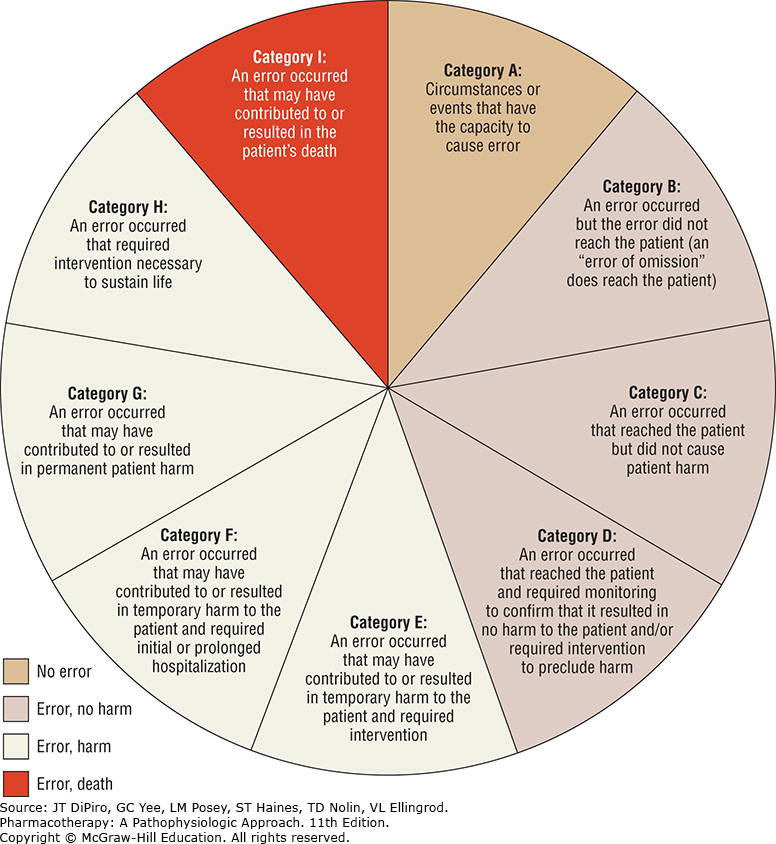 Category I:
An error occurred
that may have
contributed to or
resulted in the
patient's death
Category A:
Circumstances or
events that have
the capacity to
cause error
Category B:
An error occurred
but the error did not
reach the patient (an
“error of omission”
does reach the patient)
Category H:
An error occurred
that required
intervention necessary
to sustain life
Category G:
An error occurred
that may have
contributed to or resulted
in permanent patient harm
Category C:
An error occurred
that reached the patient
but did not cause
patient harm
Category F:
An error occurred
that may have
contributed to or resulted
in temporary harm to the
patient and required
initial or prolonged
hospitalization
Category D:
An error occurred
that reached the patient
and required monitoring
to confirm that it resulted in
no harm to the patient and/or
required intervention
to preclude harm
Category E:
An error occurred
that may have
contributed to or resulted
in temporary harm to the
patient and required
intervention
No error
Error, no harm
Error, harm
Error, death
Source: JT DiPiro, GC Yee, LM Posey, ST Haines, TD Nolin, VL Ellingrod.
Pharmacotherapy: A Pathophysiologic Approach. 11th Edition.
Copyright © McGraw-Hill Education. All rights reserved.